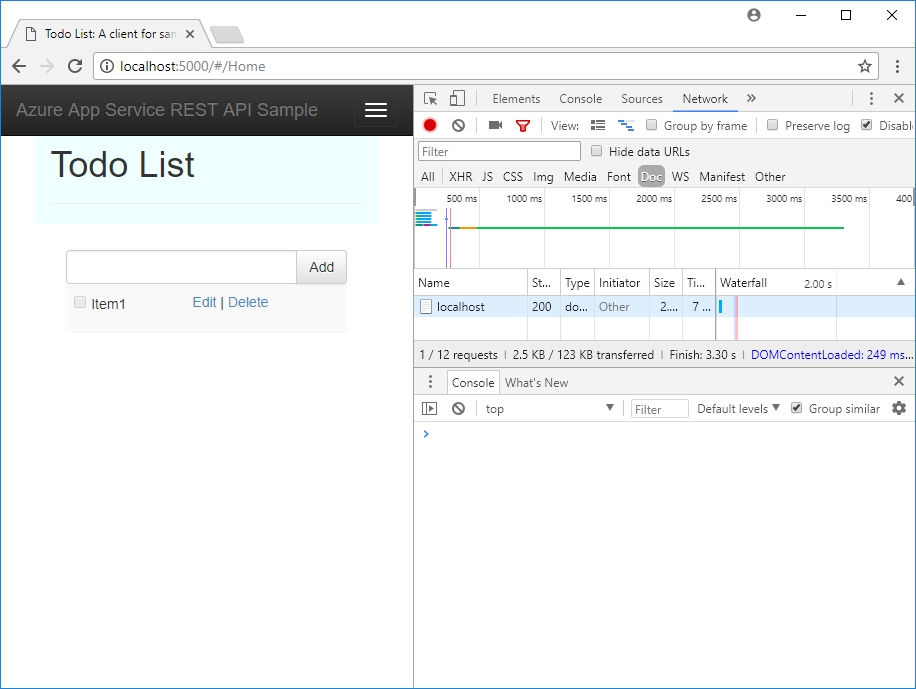 Todo List: A client for sam
localhost:5000/#/Home
Azure App Service REST API Sample
Todo List
Add
Item1 Edit | Delete
Elements Console Sources Network
View: Group by frame Preserve log Disabl
Filter Hide data URLs
All XHR JS CSS Img Media Font Doc WS Manifest Other
500 ms 1000 ms 1500 ms 2000 ms 2500 ms 3000 ms 3500 ms 400
Name St... Type Initiator Size Ti... Waterfall 2.00 s
localhost 200 do... Other 2.... 7 ...
1 / 12 requests | 2.5 KB / 123 KB transferred | Finish: 3.30 s | DOMContentLoaded: 249 ms...
Console What's New
top Filter Default levels Group similar